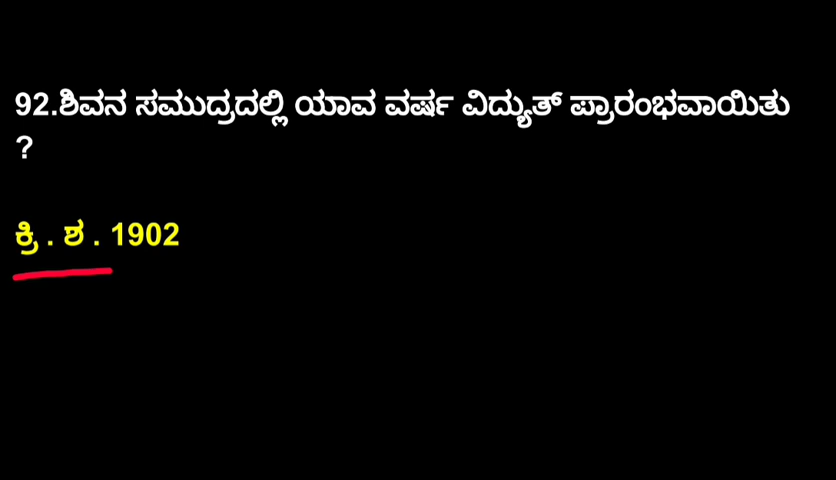 92.ಶಿವನ ಸಮುದ್ರದಲ್ಲಿ ಯಾವ ವರ್ಷ ವಿದ್ಯುತ್ ಪ್ರಾರಂಭವಾಯಿತು
?
ಕ್ರಿ . ಶ . 1902